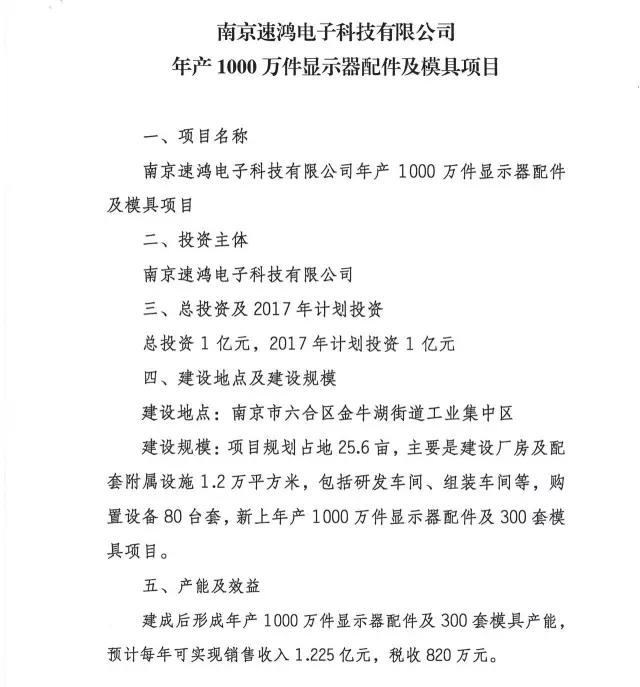 南京速鸿电子科技有限公司
年产 1000 万件显示器配件及模具项目
一、项目名称
南京速鸿电子科技有限公司年产 1000 万件显示器配件
及模具项目
二、投资主体
南京速鸿电子科技有限公司
三、总投资及 2017 年计划投资
总投资 1 亿元，2017 年计划投资 1 亿元
四、建设地点及建设规模
建设地点：南京市六合区金牛湖街道工业集中区
建设规模：项目规划占地 25.6 亩，主要是建设厂房及配
套附属设施 1.2 万平方米，包括研发车间、组装车间等，购
置设备 80 台套，新上年产 1000 万件显示器配件及 300 套模
具项目。
五、产能及效益
建成后形成年产 1000 万件显示器配件及 300 套模具产能，
预计每年可实现销售收入 1.225 亿元，税收 820 万元。